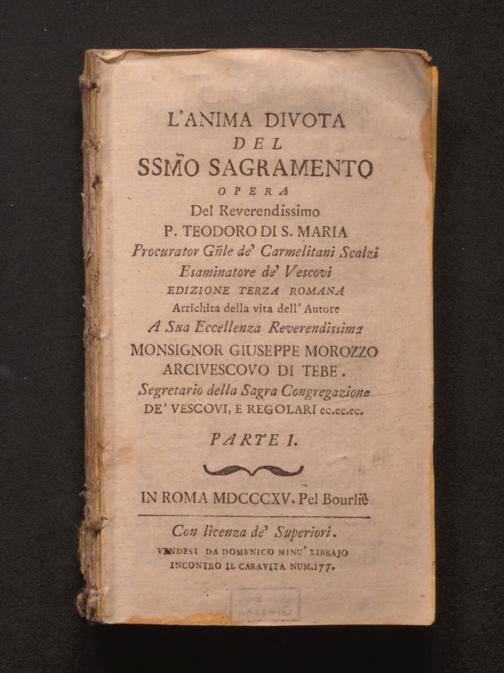 L'ANIMA DIVOTA
DEL
SSM̃O SAGRAMENTO
OPERA
Del Reverendissimo
P. TEODORO DI S. MARIA
Procurator Gñle de' Carmelitani Scalzi
Esaminatore de' Vescovi
EDIZIONE TERZA ROMANA
Arrichita della vita dell' Autore
A Sua Eccellenza Reverendissima
MONSIGNOR GIUSEPPE MOROZZO
ARCIVESCOVO DI TEBE.
Segretario della Sagra Congregazione
DE' VESCOVI, E REGOLARI ec.ec.ec.
PARTE I.
IN ROMA MDCCCXV. Pel Bourliè
Con licenza de' Superiori.
VENDESI DA DOMENICO MINU' LIBRAJO
INCONTRO IL CARAVITA NUM.177.